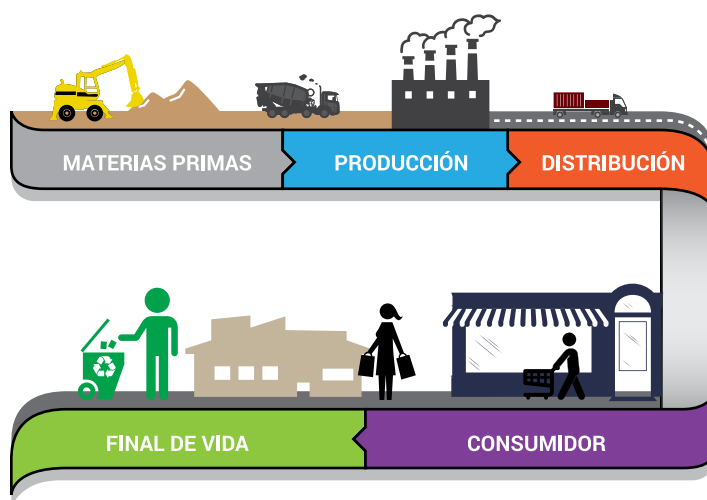 MATERIAS PRIMAS
PRODUCCIÓN
DISTRIBUCIÓN
FINAL DE VIDA
CONSUMIDOR